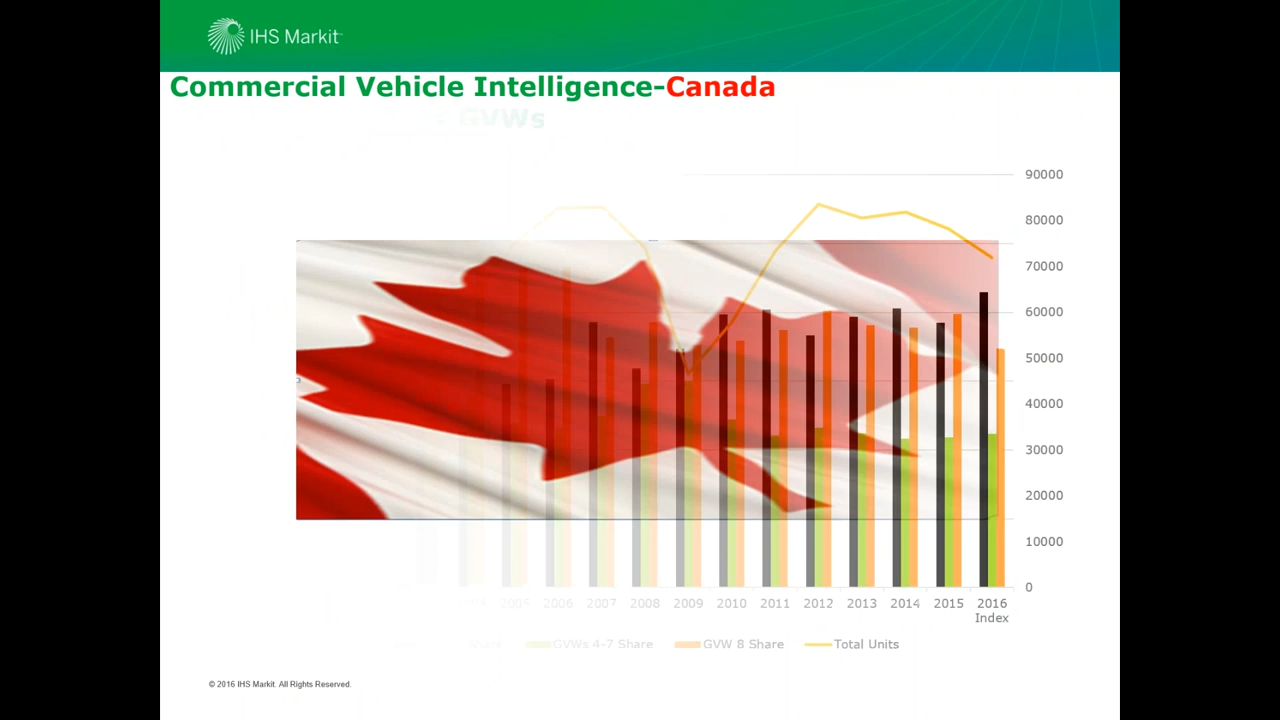 IHS Markit
Commercial Vehicle Intelligence-Canada
GVWs
90000
80000
70000
60000
50000
40000
30000
20000
10000
0
2005 2006 2007 2008 2009 2010 2011 2012 2013 2014 2015 2016
Index
Share GVWs 4-7 Share GVW 8 Share Total Units
© 2016 IHS Markit. All Rights Reserved.